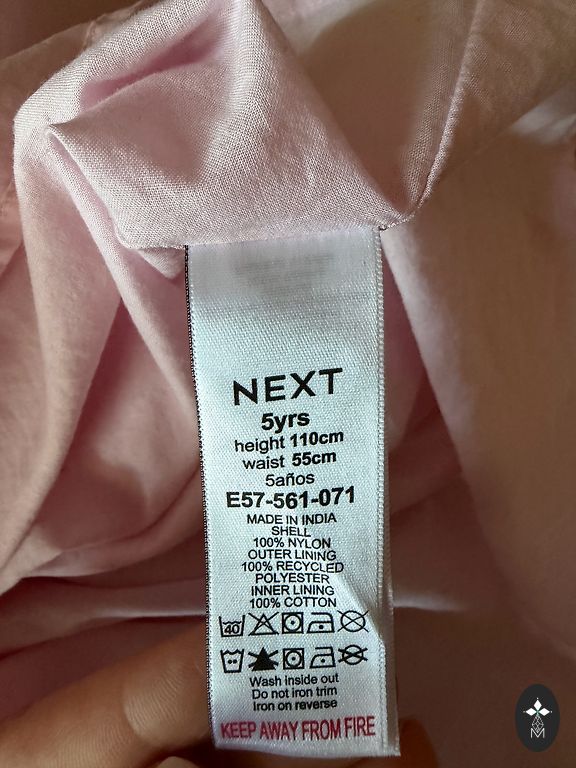 NEXT
5yrs
height 110cm
waist 55cm
5años
E57-561-071
MADE IN INDIA
SHELL
100% NYLON
OUTER LINING
100% RECYCLED
POLYESTER
INNER LINING
100% COTTON
40
Wash inside out
Do not iron trim
Iron on reverse
KEEP AWAY FROM FIRE
M